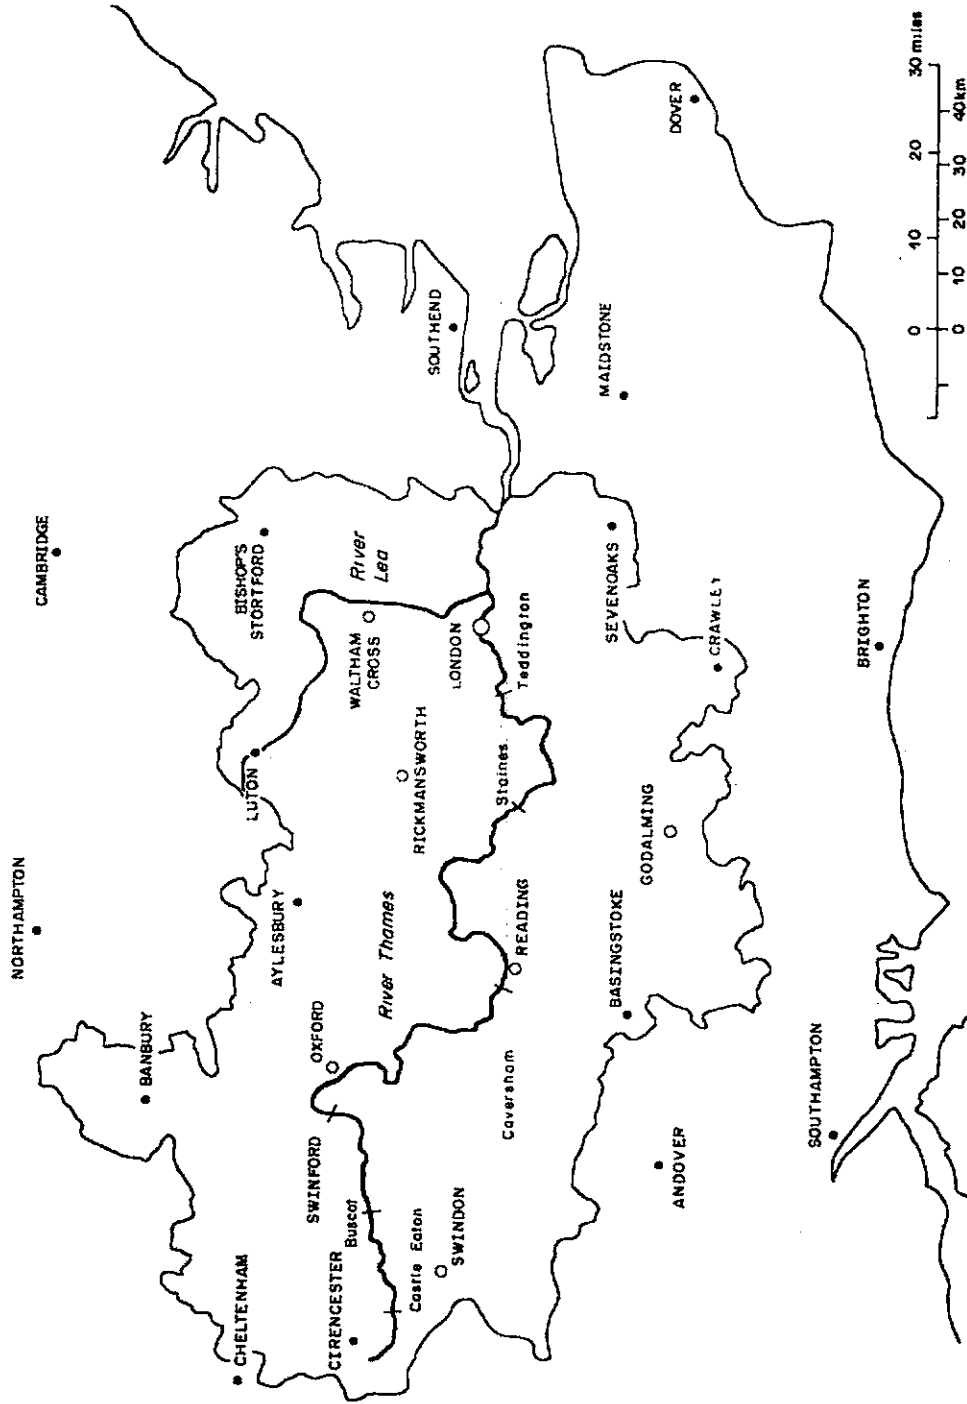 NORTHAMPTON
CAMBRIDGE
BANBURY
CHELTENHAM
LUTON
BISHOP'S
STORTFORD
AYLESBURY
OXFORD
River
Lea
WALTHAM
CROSS
CIRENCESTER
SWINFORD
Buscot
River Thames
RICKMANSWORTH
LONDON
SOUTHEND
Castle Eaton
SWINDON
Caversham
READING
Staines
Teddington
ANDOVER
BASINGSTOKE
GODALMING
SEVENOAKS
CRAWLEY
MAIDSTONE
DOVER
SOUTHAMPTON
BRIGHTON
0 10 20 30 miles
0 10 20 30 40km